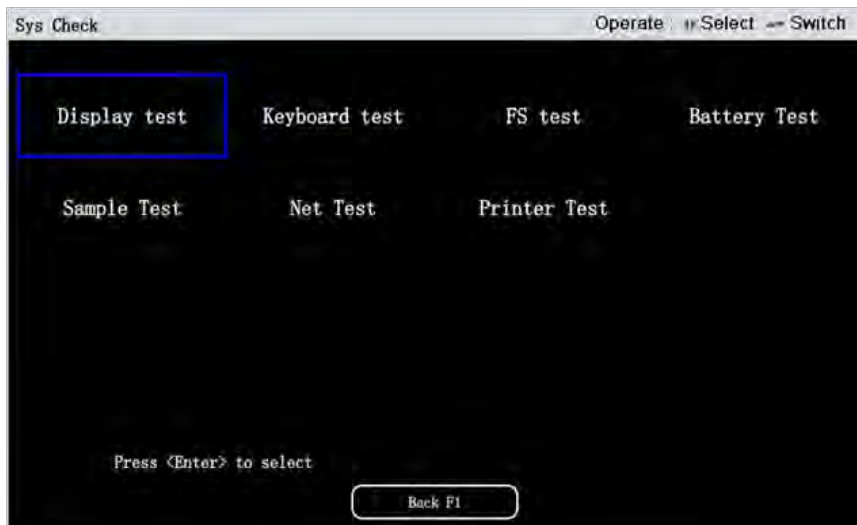 Sys Check Operate Select Switch
Display test Keyboard test FS test Battery Test
Sample Test Net Test Printer Test
Press <Enter> to select
Back F1